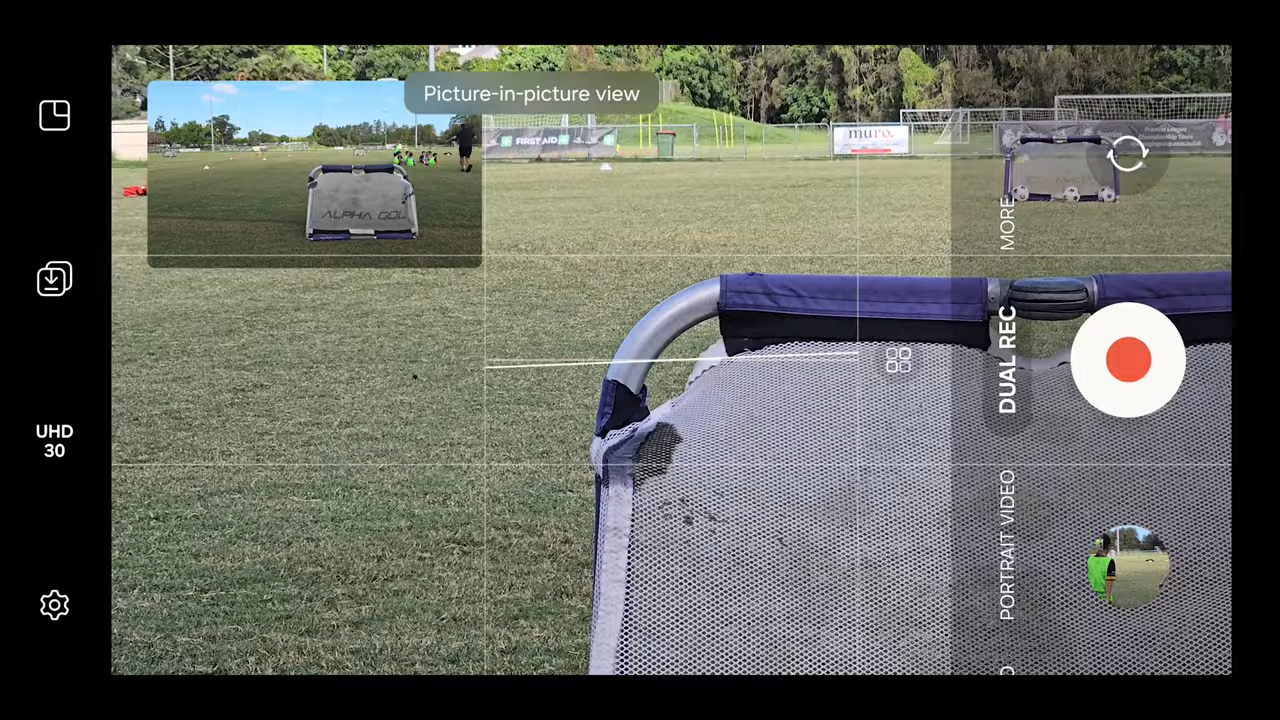 Picture-in-picture view
FIRST AID
muro.
MORE
ALPHA GOAL
DUAL REC
UHD
30
PORTRAIT VIDEO